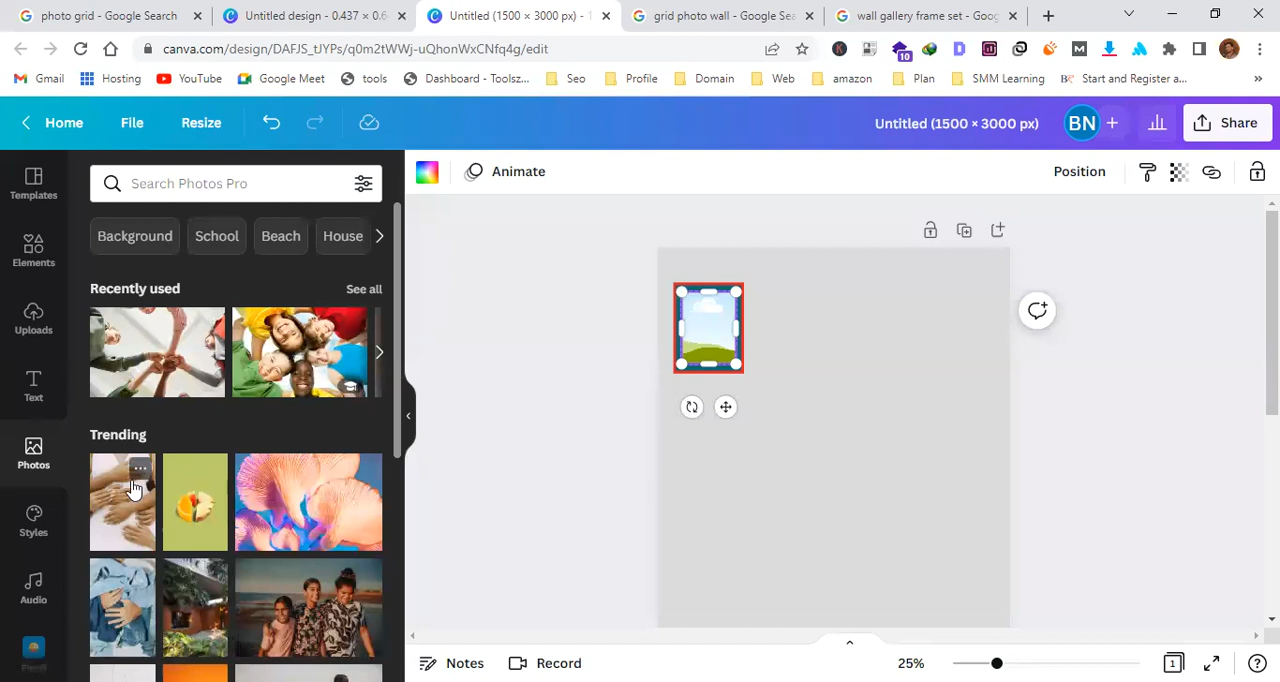 photo grid - Google Search
Untitled design - 0.437 × 0.6
Untitled (1500 × 3000 px) - 1
grid photo wall - Google Sea
wall gallery frame set - Goog
canva.com/design/DAFJS_tJYPs/q0m2tWWj-uQhonWxCNfq4g/edit
10
Gmail
Hosting
YouTube
Google Meet
tools
Dashboard - Toolsz...
Seo
Profile
Domain
Web
amazon
Plan
SMM Learning
Start and Register a...
»
Home
File
Resize
Untitled (1500 × 3000 px)
BN
Share
Templates
Elements
Uploads
Text
Photos
Styles
Audio
Search Photos Pro
Background
School
Beach
House
Recently used
See all
Trending
Animate
Position
Notes
Record
25%
1